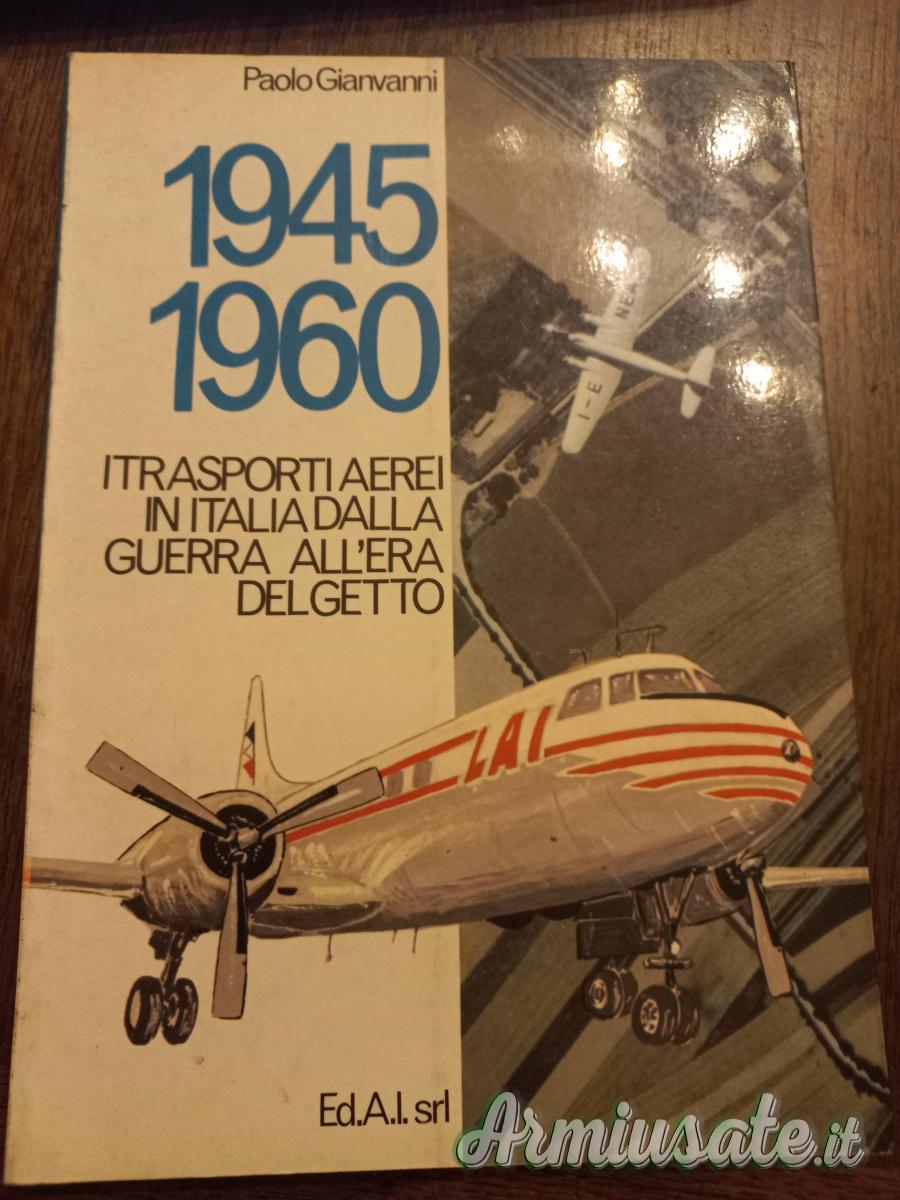 Paolo Gianvanni
1945
1960
I TRASPORTI AEREI
IN ITALIA DALLA
GUERRA ALL'ERA
DEL GETTO
I-E
NEA
LAI
Ed.A.I. srl
Armiusate.it